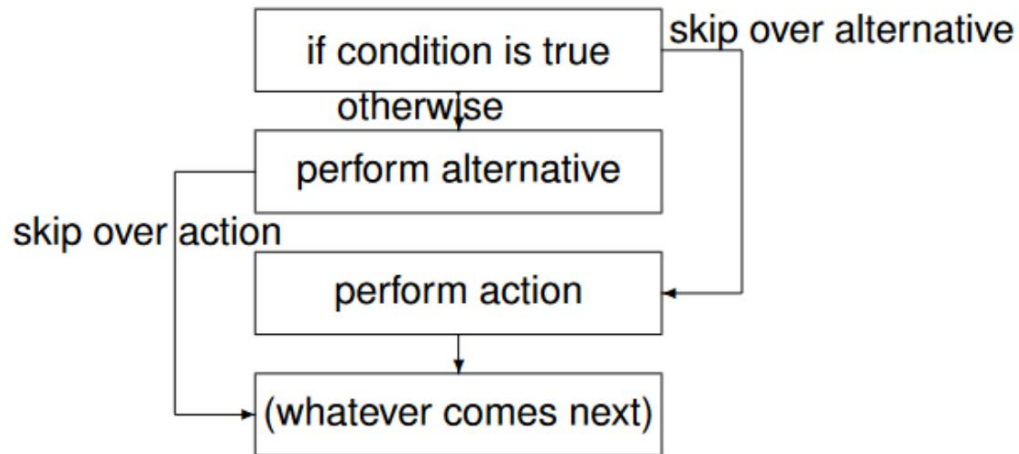 if condition is true
skip over alternative
otherwise
perform alternative
skip over action
perform action
(whatever comes next)